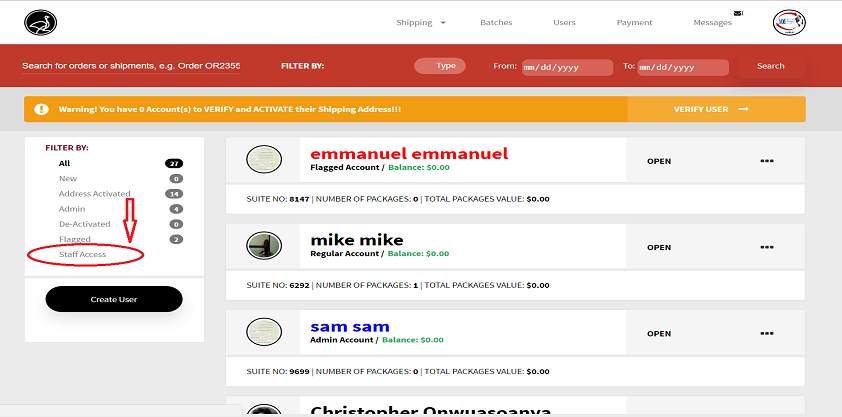 Shipping Batches Users Payment Messages
Search for orders or shipments, e.g. Order OR2355 FILTER BY: Type From: mm/dd/yyyy To: mm/dd/yyyy Search
Warning! You have 0 Account(s) to VERIFY and ACTIVATE their Shipping Address!!! VERIFY USER
FILTER BY:
All 27
New 0
Address Activated 14
Admin 4
De-Activated 0
Flagged 2
Staff Access
Create User
emmanuel emmanuel
Flagged Account / Balance: $0.00
OPEN
SUITE NO: 8147 | NUMBER OF PACKAGES: 0 | TOTAL PACKAGES VALUE: $0.00
mike mike
Regular Account / Balance: $0.00
OPEN
SUITE NO: 6292 | NUMBER OF PACKAGES: 1 | TOTAL PACKAGES VALUE: $0.00
sam sam
Admin Account / Balance: $0.00
OPEN
SUITE NO: 9699 | NUMBER OF PACKAGES: 0 | TOTAL PACKAGES VALUE: $0.00
Christopher Onwuasoanya